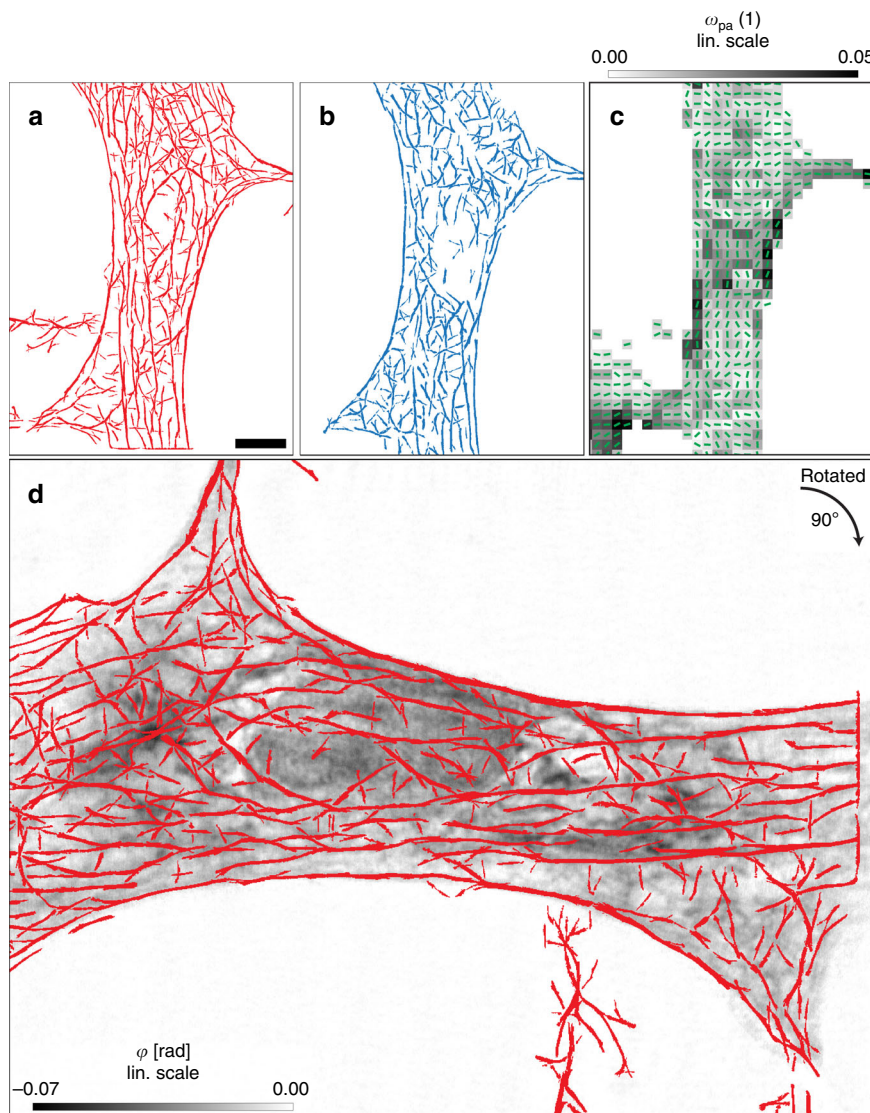 ω_pa (1)
lin. scale
0.00 0.05
a b c
d
Rotated
90°
φ [rad]
lin. scale
−0.07 0.00